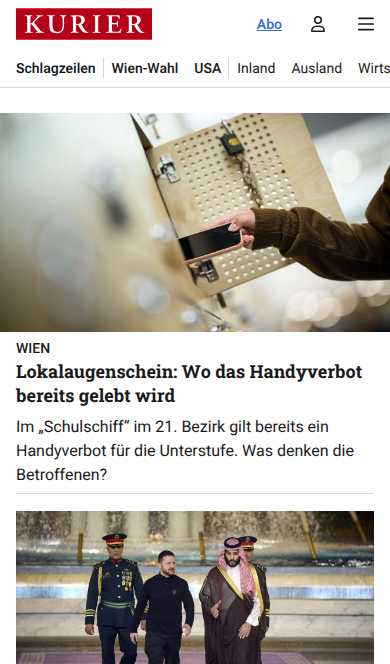 KURIER
Abo
Schlagzeilen Wien-Wahl USA Inland Ausland Wirts
WIEN
Lokalaugenschein: Wo das Handyverbot
bereits gelebt wird
Im „Schulschiff“ im 21. Bezirk gilt bereits ein
Handyverbot für die Unterstufe. Was denken die
Betroffenen?